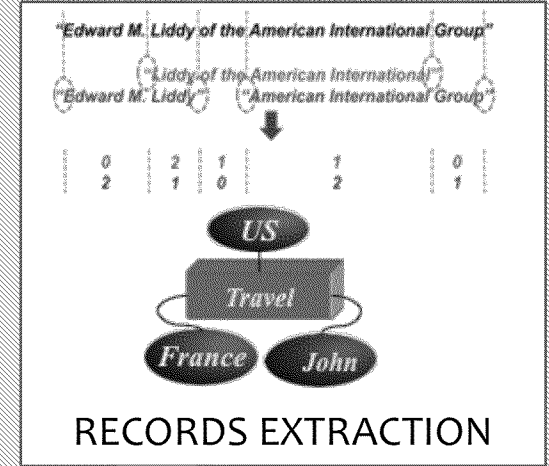 "Edward M. Liddy of the American International Group"
"Liddy of the American International"
"Edward M. Liddy" "American International Group"
0 2 1 1 0
2 1 0 2 1
US
Travel
France John
RECORDS EXTRACTION